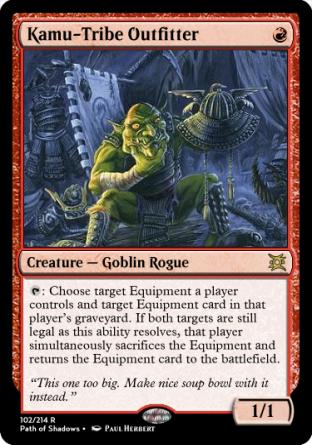 Kamu-Tribe Outfitter
Creature — Goblin Rogue
: Choose target Equipment a player
controls and target Equipment card in that
player's graveyard. If both targets are still
legal as this ability resolves, that player
simultaneously sacrifices the Equipment and
returns the Equipment card to the battlefield.
“This one too big. Make nice soup bowl with it
instead.”
1/1
102/214 R
Path of Shadows • Paul Herbert